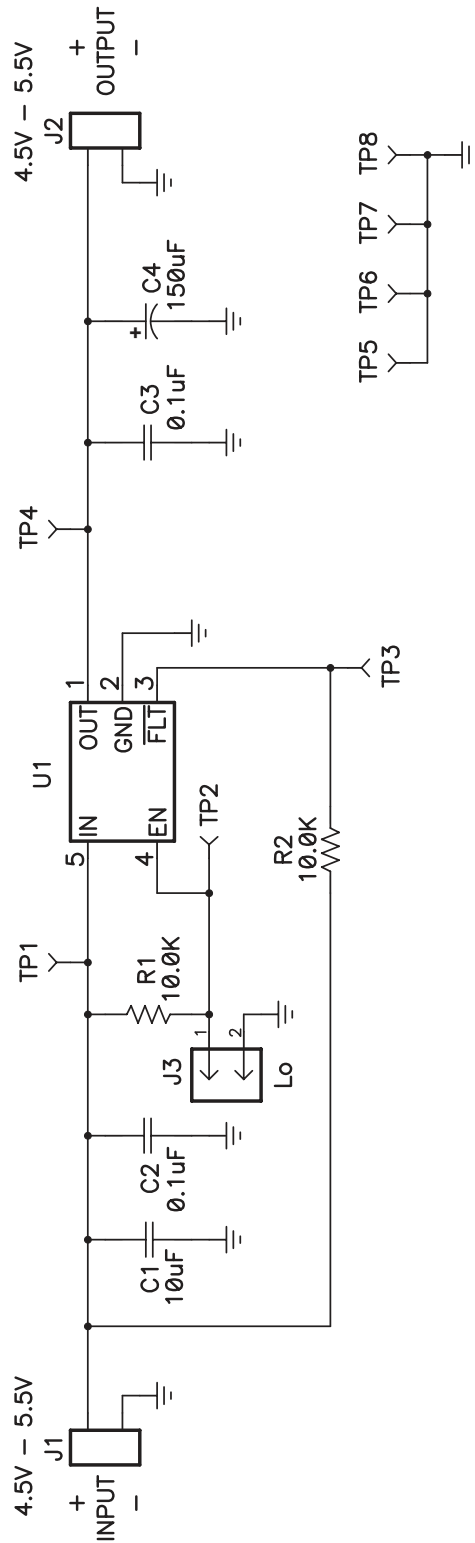 4.5V – 5.5V
J1
+
INPUT
–
C1
10uF
C2
0.1uF
J3
1
2
Lo
R1
10.0K
TP1
TP2
U1
5
IN
4
EN
OUT
1
GND
2
FLT
3
R2
10.0K
TP3
TP4
C3
0.1uF
+
C4
150uF
4.5V – 5.5V
J2
+
OUTPUT
–
TP5
TP6
TP7
TP8